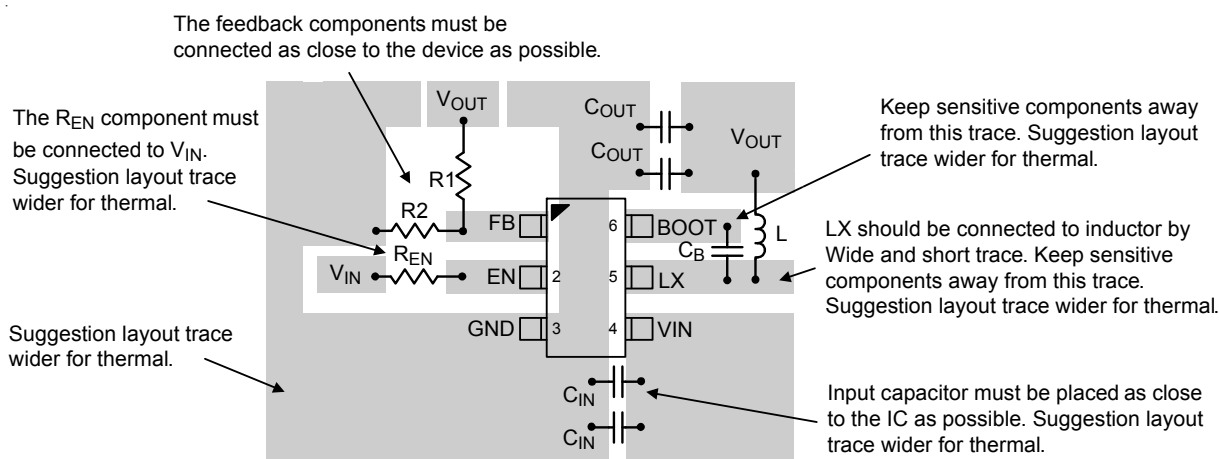 The feedback components must be
connected as close to the device as possible.
The REN component must
be connected to VIN.
Suggestion layout trace
wider for thermal.
Suggestion layout trace
wider for thermal.
VOUT
R1
R2
REN
VIN
FB
EN
2
GND
3
6
BOOT
5
LX
4
VIN
COUT
COUT
VOUT
CB
L
CIN
CIN
Keep sensitive components away
from this trace. Suggestion layout
trace wider for thermal.
LX should be connected to inductor by
Wide and short trace. Keep sensitive
components away from this trace.
Suggestion layout trace wider for thermal.
Input capacitor must be placed as close
to the IC as possible. Suggestion layout
trace wider for thermal.